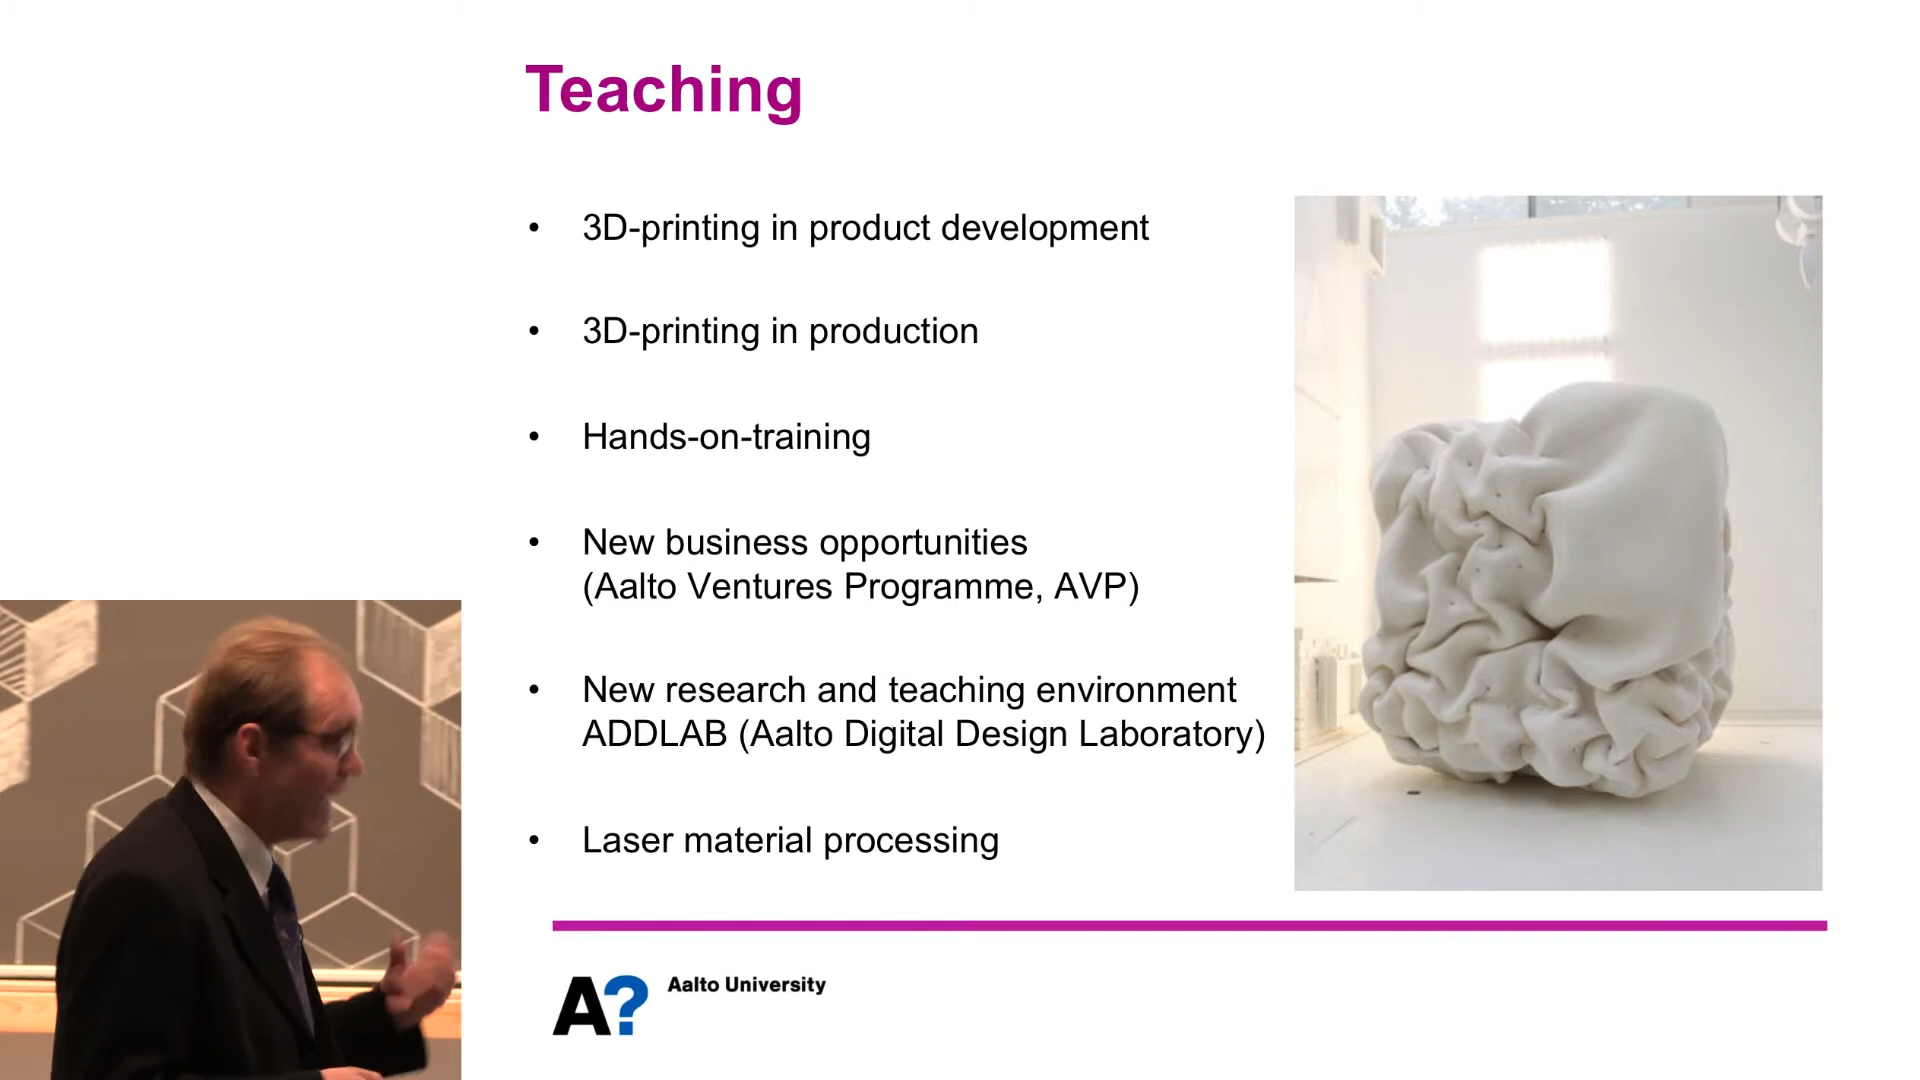 Teaching
• 3D-printing in product development
• 3D-printing in production
• Hands-on-training
• New business opportunities
(Aalto Ventures Programme, AVP)
• New research and teaching environment
ADDLAB (Aalto Digital Design Laboratory)
• Laser material processing
A?
Aalto University